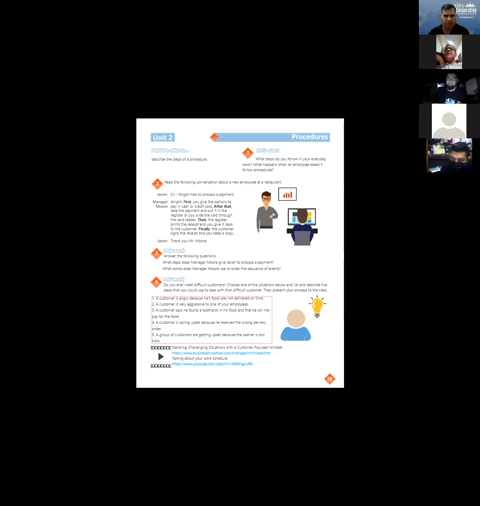 Corporativo
Unit 2
Procedures
describe the steps of a procedure.
1
Let's start
What steps do you follow in your everyday
work? What happens when an employee doesn't
follow procedures?
2
Read the following conversation about a new employee at a restaurant.
Javier: Sir, I forgot how to process a payment.
Manager Moore: Alright. First, you give the options to
pay in cash or credit card. After that,
take the payment and put it in the
register or you slide the card through
the card reader. Then, the register
prints the receipt and you give it back
to the customer. Finally, the customer
signs the receipt and you keep a copy.
Javier: Thank you Mr. Moore.
3
Answer the following questions.
What steps does Manager Moore give Javier to process a payment?
What words does Manager Moore use to order the sequence of events?
4
Do you ever meet difficult customers? Choose one of the situations below and list and describe the
steps that you could use to deal with that difficult customer. Then present your process to the class.
1. A customer is angry because his food was not delivered on time.
2. A customer is very aggressive to one of your employees.
3. A customer says he found a toothpick in his food and that he will not
pay for the food.
4. A customer is calling upset because he received the wrong delivery
order.
5. A group of customers are getting upset because the cashier is too
slow.
Handling Challenging Situations with a Customer-Focused Mindset
Talking about your work schedule